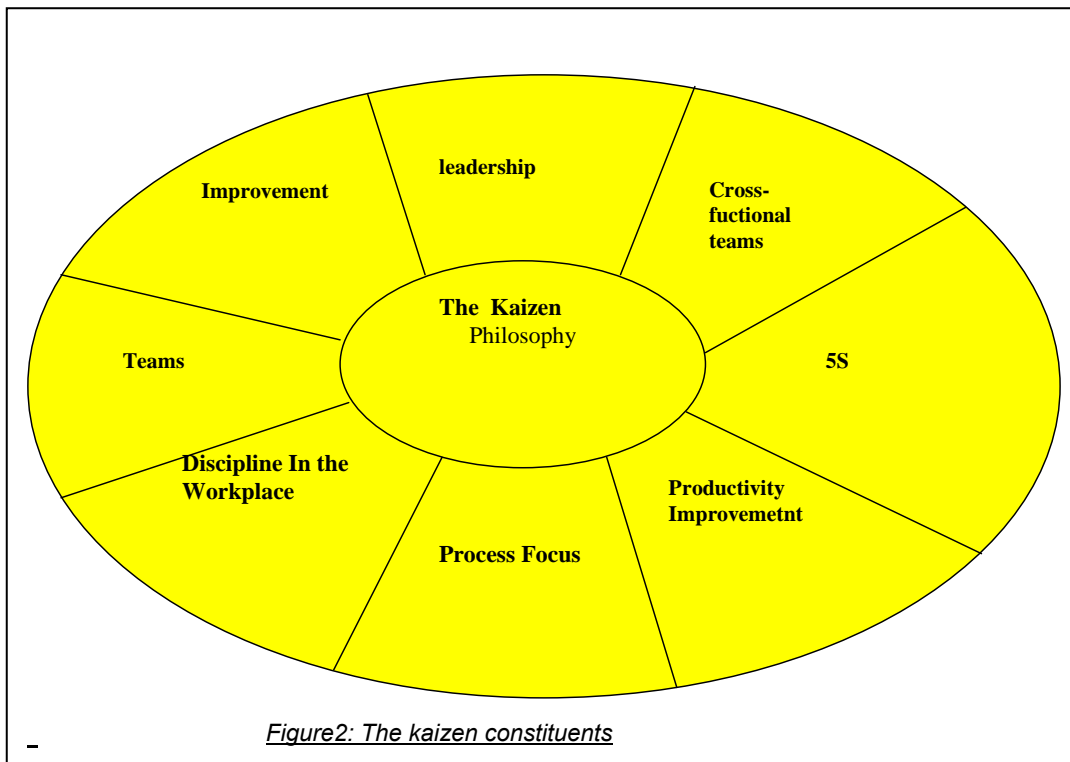 leadership
Improvement
Cross-
fuctional
teams
The Kaizen
Philosophy
Teams
5S
Discipline In the
Workplace
Productivity
Improvemetnt
Process Focus
Figure2: The kaizen constituents